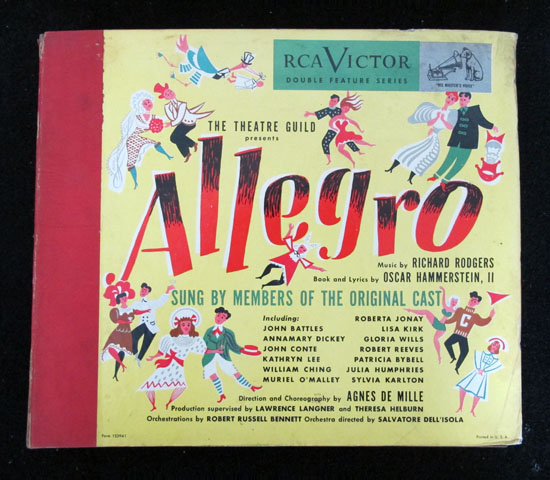 RCA VICTOR
DOUBLE FEATURE SERIES
"HIS MASTER'S VOICE"
THE THEATRE GUILD
presents
Allegro
Music by RICHARD RODGERS
Book and Lyrics by OSCAR HAMMERSTEIN, II
SUNG BY MEMBERS OF THE ORIGINAL CAST
Including:
JOHN BATTLES
ANNAMARY DICKEY
JOHN CONTE
KATHRYN LEE
WILLIAM CHING
MURIEL O'MALLEY
ROBERTA JONAY
LISA KIRK
GLORIA WILLS
ROBERT REEVES
PATRICIA BYBELL
JULIA HUMPHRIES
SYLVIA KARLTON
C
Direction and Choreography by AGNES DE MILLE
Production supervised by LAWRENCE LANGNER and THERESA HELBURN
Orchestrations by ROBERT RUSSELL BENNETT Orchestra directed by SALVATORE DELL'ISOLA
Printed in U. S. A.